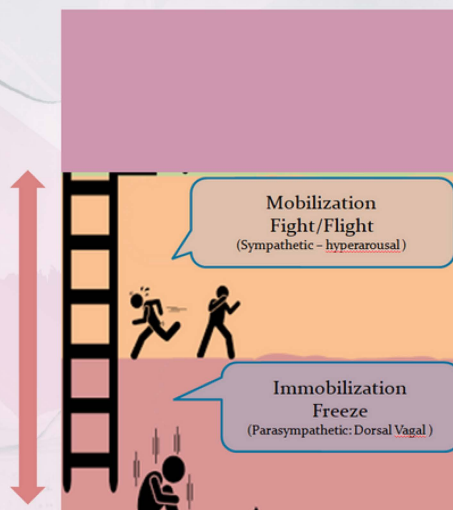 Mobilization
Fight/Flight
(Sympathetic – hyperarousal )
Immobilization
Freeze
(Parasympathetic: Dorsal Vagal )